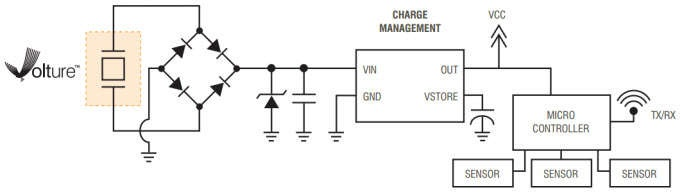 Volture™
CHARGE
MANAGEMENT
VIN
OUT
GND
VSTORE
VCC
MICRO
CONTROLLER
TX/RX
SENSOR
SENSOR
SENSOR